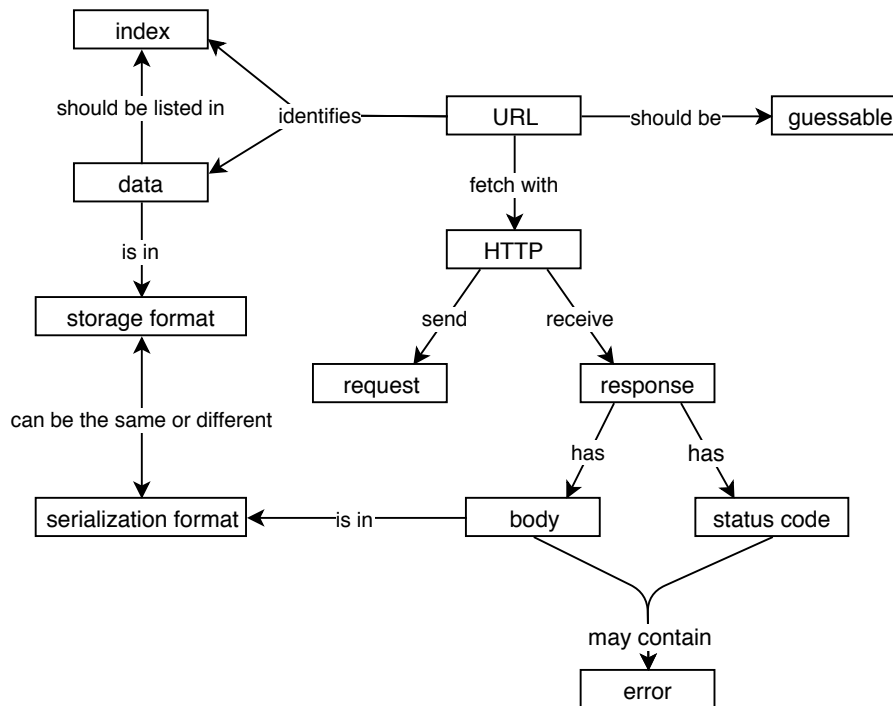 index
should be listed in
identifies
URL
should be
guessable
data
fetch with
is in
HTTP
storage format
send
receive
request
response
can be the same or different
has
has
serialization format
is in
body
status code
may contain
error